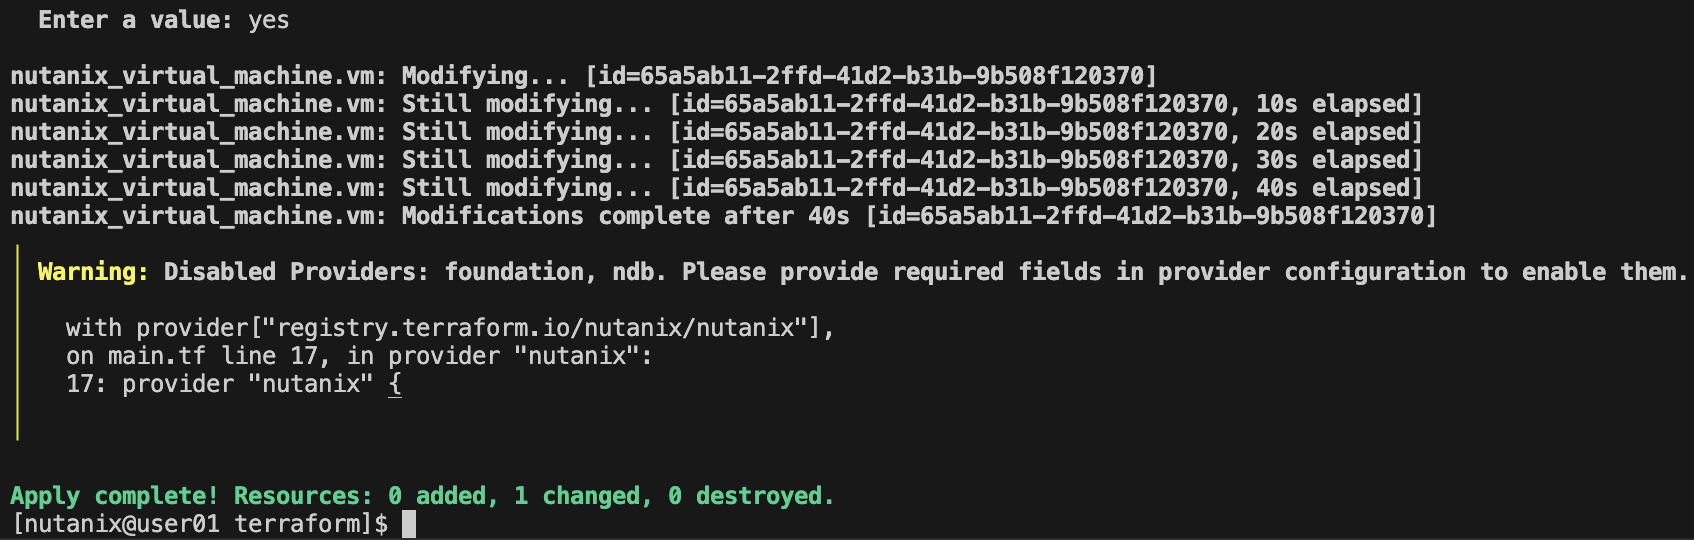 Enter a value: yes
nutanix_virtual_machine.vm: Modifying... [id=65a5ab11-2ffd-41d2-b31b-9b508f120370]
nutanix_virtual_machine.vm: Still modifying... [id=65a5ab11-2ffd-41d2-b31b-9b508f120370, 10s elapsed]
nutanix_virtual_machine.vm: Still modifying... [id=65a5ab11-2ffd-41d2-b31b-9b508f120370, 20s elapsed]
nutanix_virtual_machine.vm: Still modifying... [id=65a5ab11-2ffd-41d2-b31b-9b508f120370, 30s elapsed]
nutanix_virtual_machine.vm: Still modifying... [id=65a5ab11-2ffd-41d2-b31b-9b508f120370, 40s elapsed]
nutanix_virtual_machine.vm: Modifications complete after 40s [id=65a5ab11-2ffd-41d2-b31b-9b508f120370]
Warning: Disabled Providers: foundation, ndb. Please provide required fields in provider configuration to enable them.
with provider["registry.terraform.io/nutanix/nutanix"],
on main.tf line 17, in provider "nutanix":
17: provider "nutanix" {
Apply complete! Resources: 0 added, 1 changed, 0 destroyed.
[nutanix@user01 terraform]$